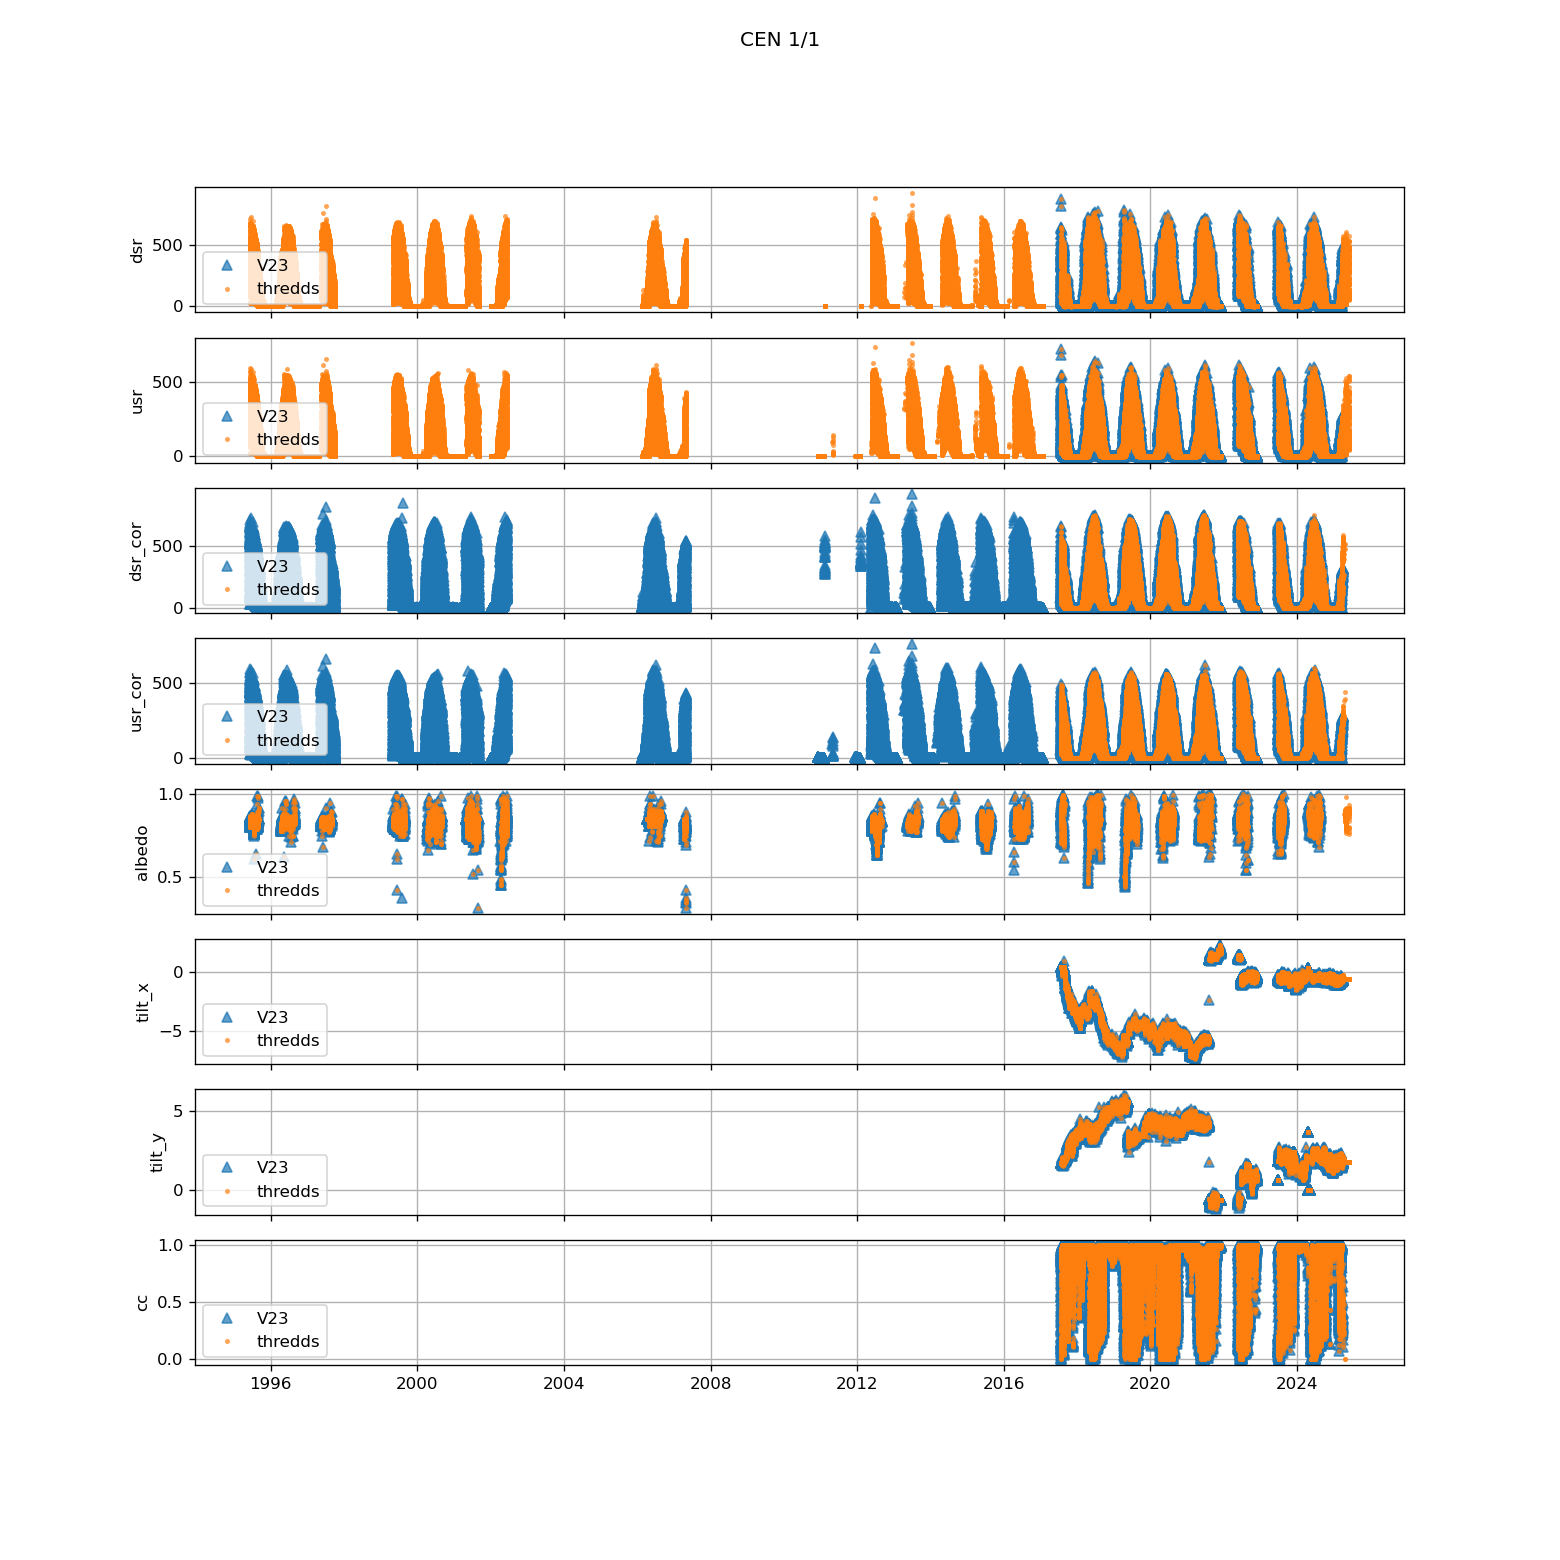 CEN 1/1
dsr
500
0
V23
thredds
usr
500
0
V23
thredds
dsr_cor
500
0
V23
thredds
usr_cor
500
0
V23
thredds
albedo
1.0
0.5
V23
thredds
tilt_x
0
−5
V23
thredds
tilt_y
5
0
V23
thredds
cc
1.0
0.5
0.0
V23
thredds
1996 2000 2004 2008 2012 2016 2020 2024